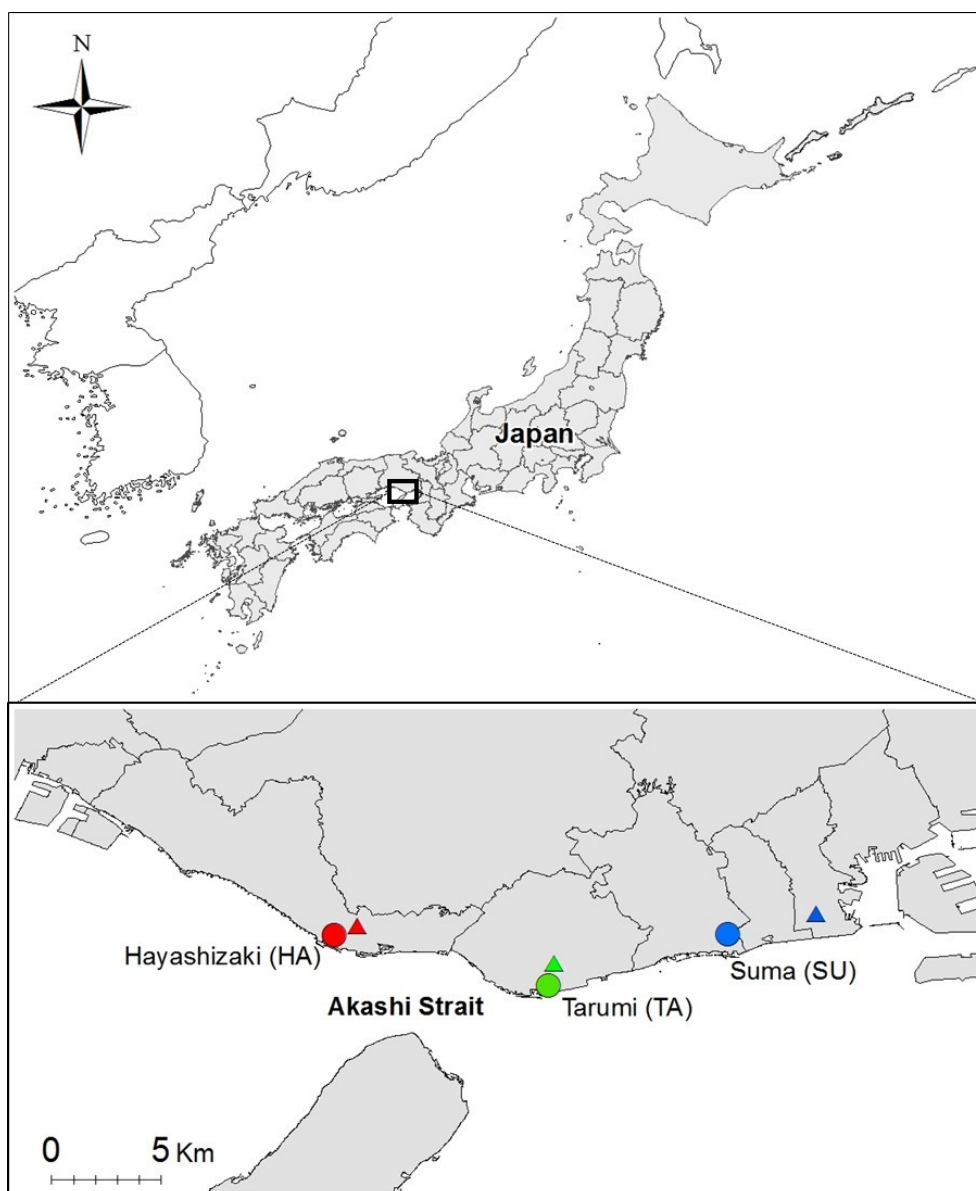 N
Japan
Hayashizaki (HA)
Suma (SU)
Akashi Strait
Tarumi (TA)
0 5 Km